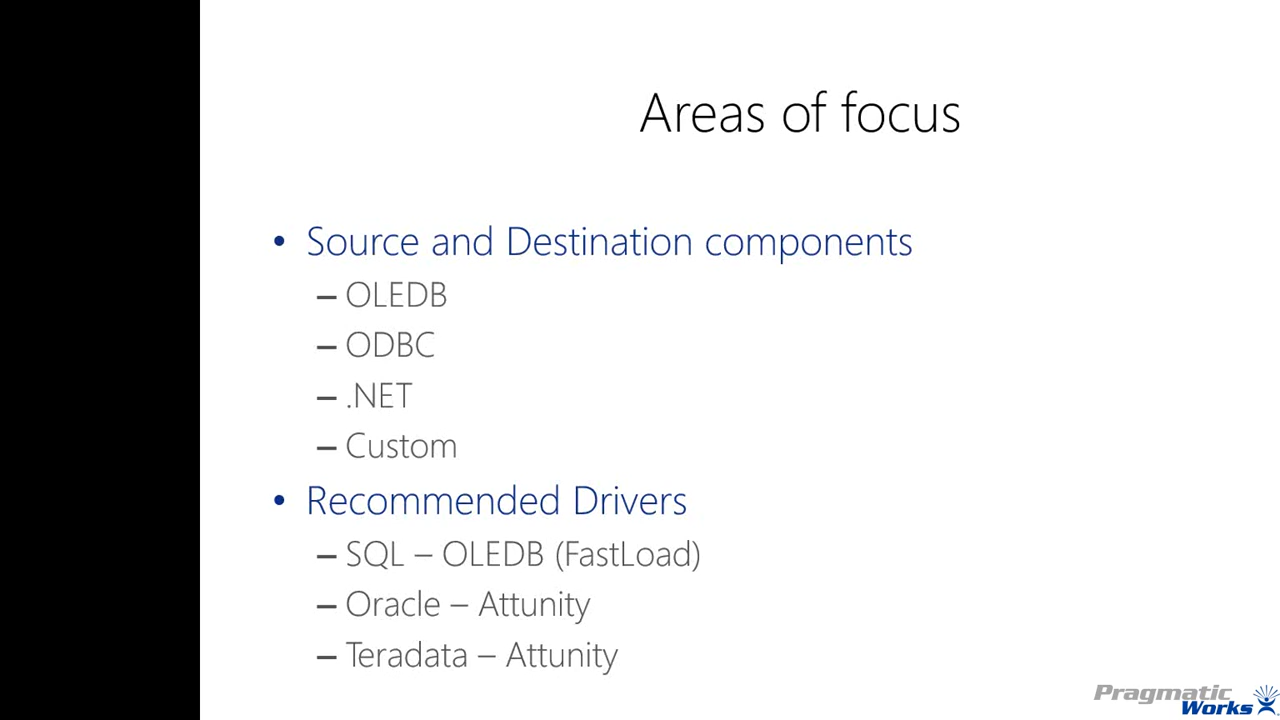 Areas of focus
• Source and Destination components
– OLEDB
– ODBC
– .NET
– Custom
• Recommended Drivers
– SQL – OLEDB (FastLoad)
– Oracle – Attunity
– Teradata – Attunity
Pragmatic
Works